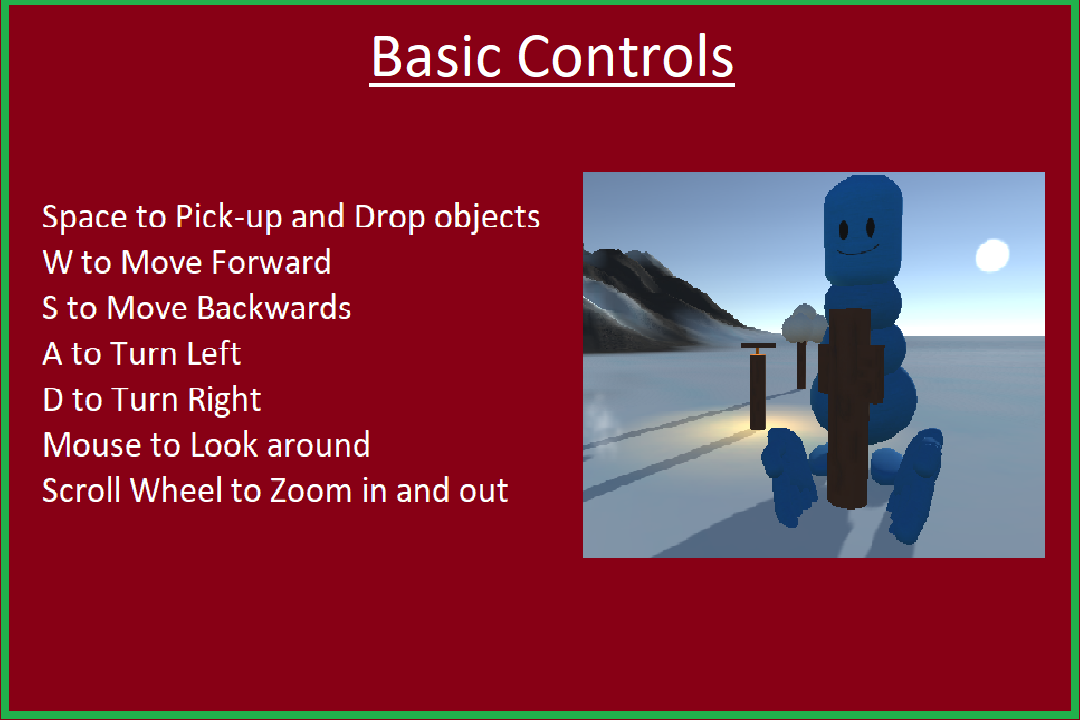 Basic Controls
Space to Pick-up and Drop objects
W to Move Forward
S to Move Backwards
A to Turn Left
D to Turn Right
Mouse to Look around
Scroll Wheel to Zoom in and out